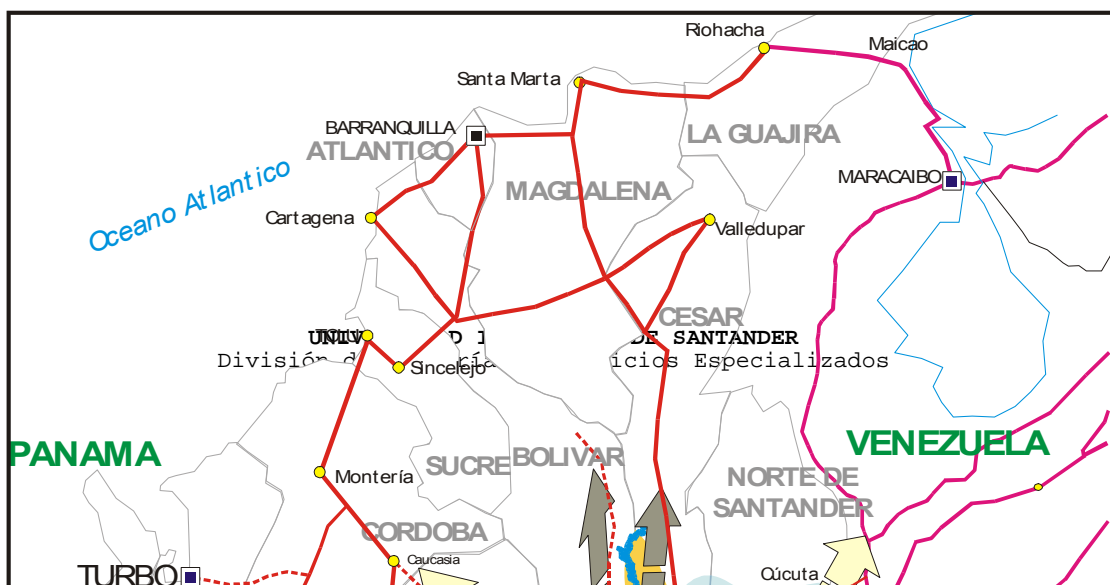 Riohacha
Maicao
Santa Marta
BARRANQUILLA
ATLANTICO
LA GUAJIRA
MAGDALENA
MARACAIBO
Oceano Atlantico
Cartagena
Valledupar
CESAR
DE SANTANDER
División
Especializados
Sincelejo
PANAMA
VENEZUELA
SUCRE
BOLIVAR
Montería
NORTE DE
SANTANDER
CORDOBA
Caucasia
TURBO
Cúcuta